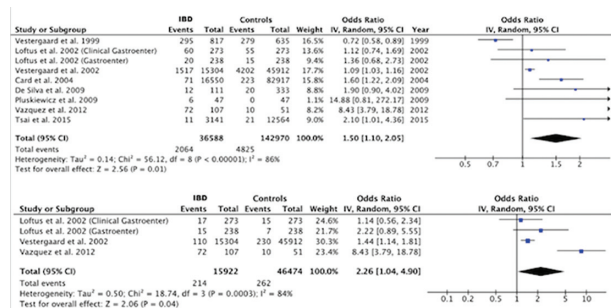 IBD Controls Odds Ratio Odds Ratio
Study or Subgroup Events Total Events Total Weight IV, Random, 95% CI Year IV, Random, 95% CI
Vestergaard et al. 1999 295 817 279 635 16.5% 0.72 [0.58, 0.89] 1999
Loftus et al. 2002 (Clinical Gastroenter) 60 273 55 273 13.6% 1.12 [0.74, 1.69] 2002
Loftus et al. 2002 (Gastroenter) 20 238 15 238 9.1% 1.36 [0.68, 2.73] 2002
Vestergaard et al. 2002 1517 15304 4202 45912 18.1% 1.09 [1.03, 1.16] 2002
Card et al. 2004 71 16550 223 82917 15.5% 1.60 [1.22, 2.09] 2004
De Silva et al. 2009 12 111 20 333 8.3% 1.90 [0.90, 4.02] 2009
Pluskiewicz et al. 2009 6 47 0 47 1.1% 14.88 [0.81, 272.17] 2009
Vazquez et al. 2012 72 107 10 51 8.1% 8.43 [3.79, 18.78] 2012
Tsai et al. 2015 11 3141 21 12564 8.4% 2.10 [1.01, 4.36] 2015
Total (95% CI) 36588 142970 100.0% 1.50 [1.10, 2.05]
Total events 2064 4825
Heterogeneity: Tau² = 0.14; Chi² = 56.12, df = 8 (P < 0.00001); I² = 86%
Test for overall effect: Z = 2.56 (P = 0.01)
0.5 0.7 1 1.5 2
IBD Controls Odds Ratio Odds Ratio
Study or Subgroup Events Total Events Total Weight IV, Random, 95% CI IV, Random, 95% CI
Loftus et al. 2002 (Clinical Gastroenter) 17 273 15 273 24.6% 1.14 [0.56, 2.34]
Loftus et al. 2002 (Gastroenter) 15 238 7 238 21.7% 2.22 [0.89, 5.55]
Vestergaard et al. 2002 110 15304 230 45912 30.3% 1.44 [1.14, 1.81]
Vazquez et al. 2012 72 107 10 51 23.4% 8.43 [3.79, 18.78]
Total (95% CI) 15922 46474 100.0% 2.26 [1.04, 4.90]
Total events 214 262
Heterogeneity: Tau² = 0.50; Chi² = 18.74, df = 3 (P = 0.0003); I² = 84%
Test for overall effect: Z = 2.06 (P = 0.04)
0.1 0.2 0.5 1 2 5 10